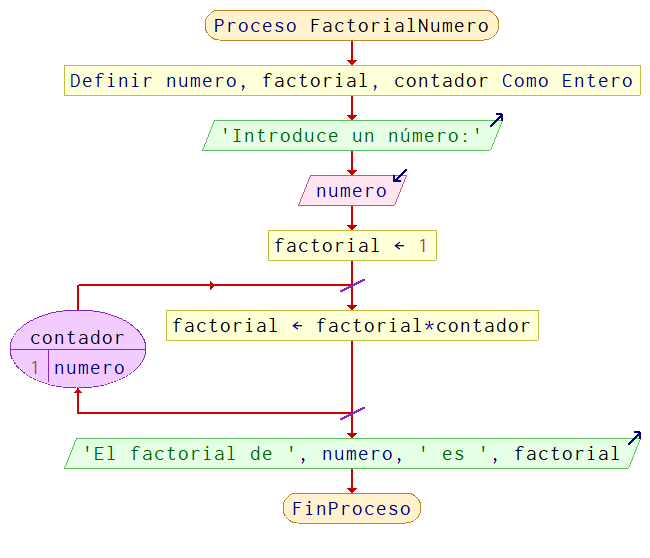 Proceso FactorialNumero
Definir numero, factorial, contador Como Entero
'Introduce un número:'
numero
factorial ← 1
factorial ← factorial*contador
contador
1 numero
'El factorial de ', numero, ' es ', factorial
FinProceso